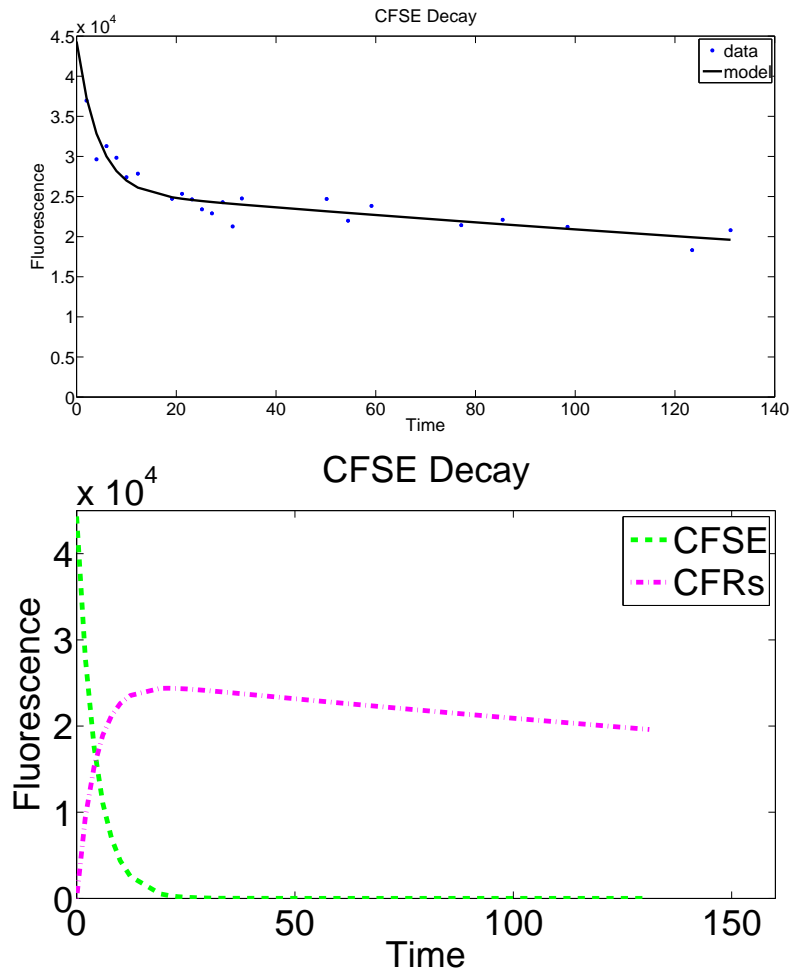 CFSE Decay
x 10^4
4.5
4
3.5
3
2.5
2
1.5
1
0.5
0
Fluorescence
data
model
0 20 40 60 80 100 120 140
Time
CFSE Decay
x 10^4
4
3
2
1
0
Fluorescence
CFSE
CFRs
0 50 100 150
Time